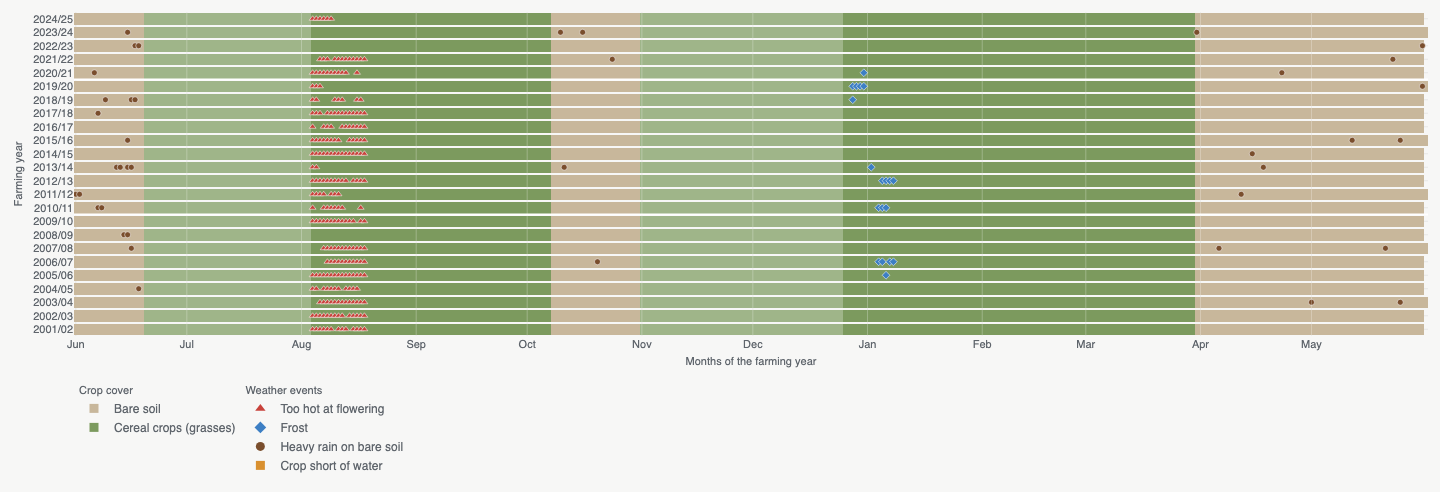 Farming year
2024/25
2023/24
2022/23
2021/22
2020/21
2019/20
2018/19
2017/18
2016/17
2015/16
2014/15
2013/14
2012/13
2011/12
2010/11
2009/10
2008/09
2007/08
2006/07
2005/06
2004/05
2003/04
2002/03
2001/02
Jun Jul Aug Sep Oct Nov Dec Jan Feb Mar Apr May
Months of the farming year
Crop cover
Bare soil
Cereal crops (grasses)
Weather events
Too hot at flowering
Frost
Heavy rain on bare soil
Crop short of water